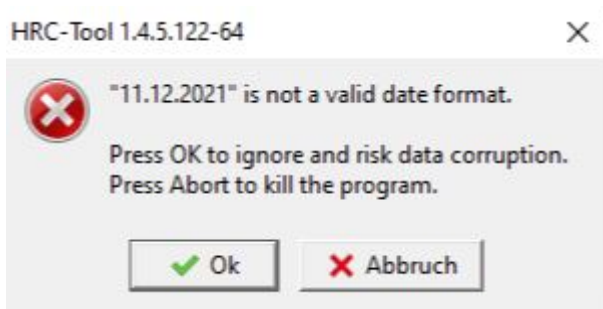 HRC-Tool 1.4.5.122-64
"11.12.2021" is not a valid date format.
Press OK to ignore and risk data corruption.
Press Abort to kill the program.
Ok
Abbruch